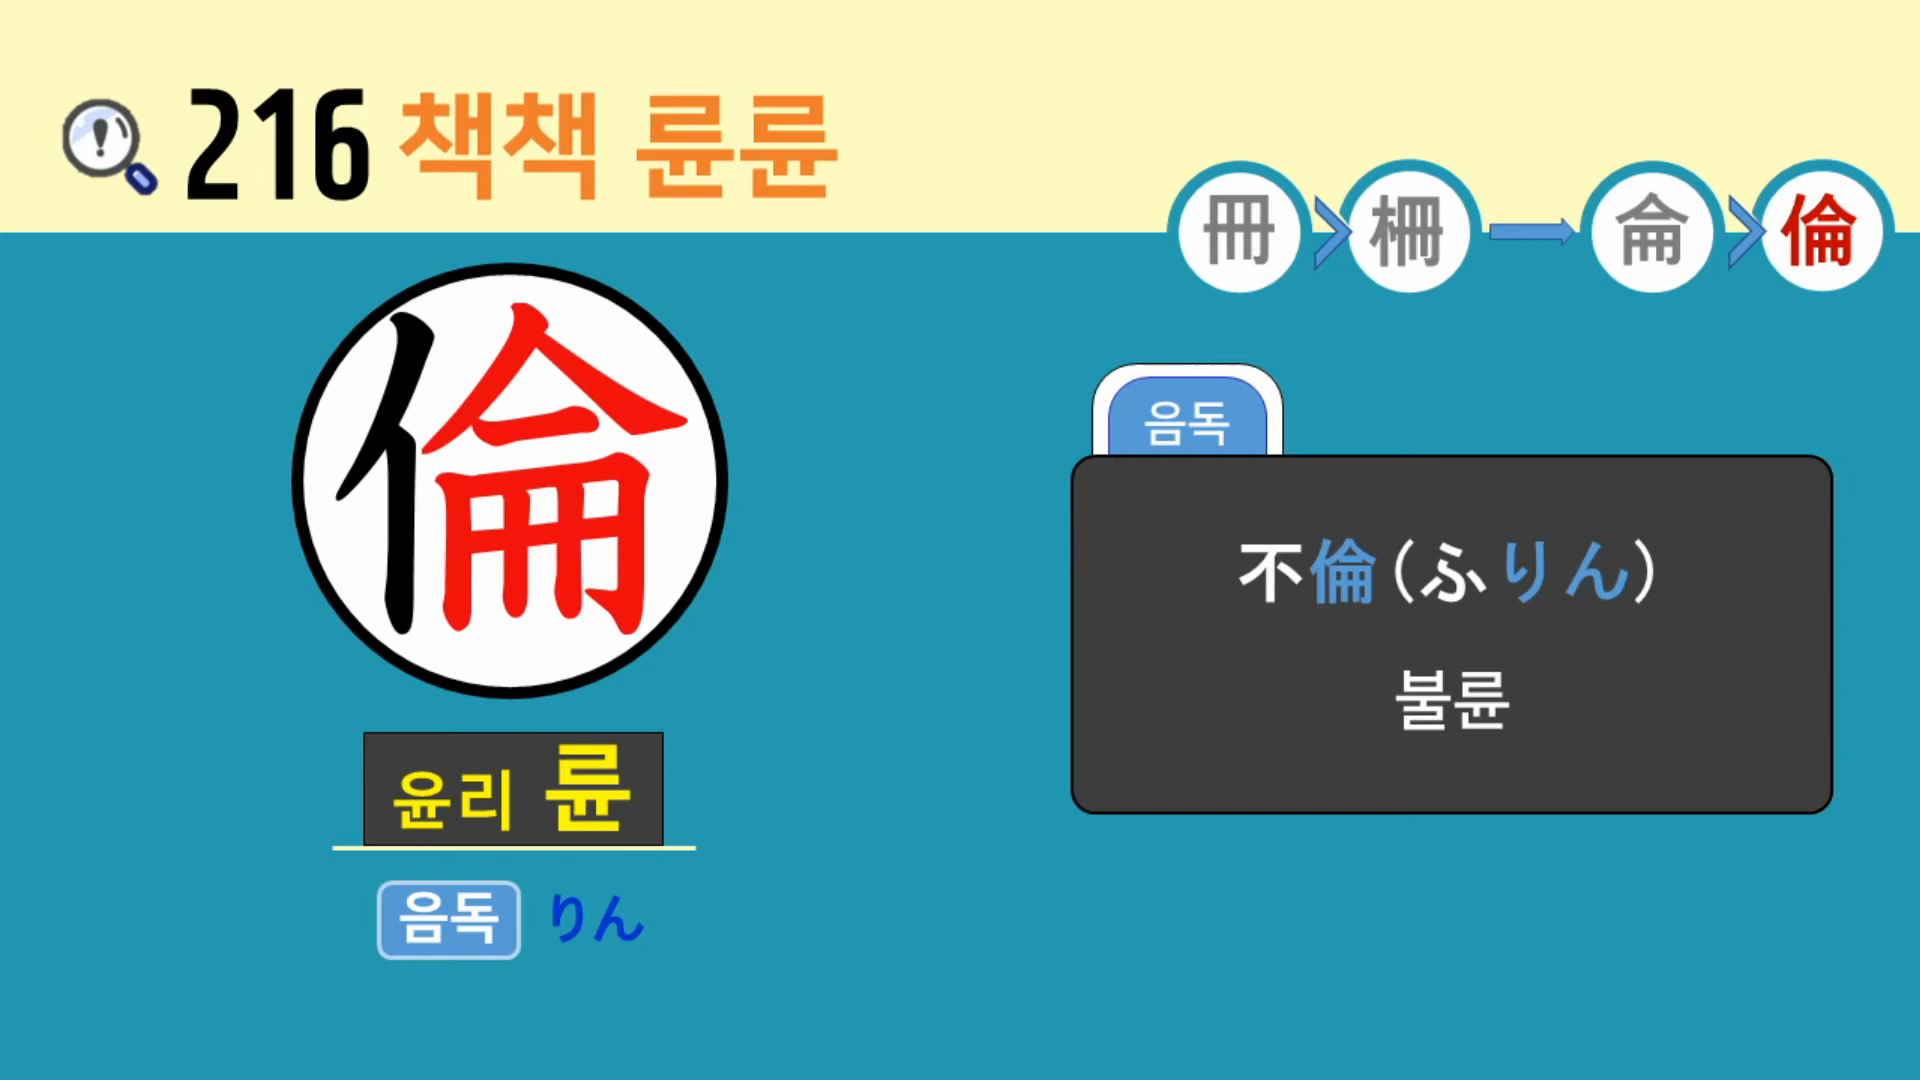 216 책책 륜륜
冊 柵 侖 倫
倫
윤리 륜
음독 りん
음독
不倫(ふりん)
불륜